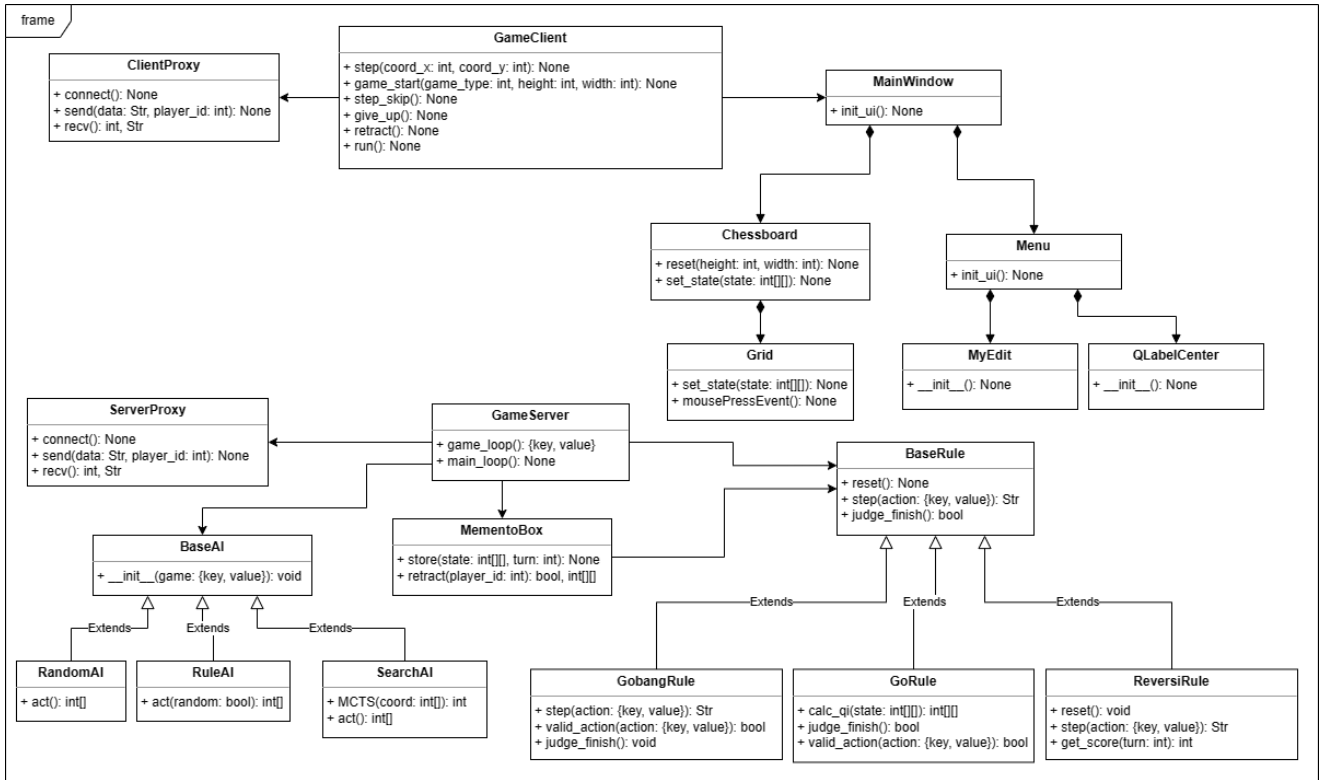 frame
GameClient
+ step(coord_x: int, coord_y: int): None
+ game_start(game_type: int, height: int, width: int): None
+ step_skip(): None
+ give_up(): None
+ retract(): None
+ run(): None
ClientProxy
+ connect(): None
+ send(data: Str, player_id: int): None
+ recv(): int, Str
MainWindow
+ init_ui(): None
Chessboard
+ reset(height: int, width: int): None
+ set_state(state: int[][]): None
Menu
+ init_ui(): None
Grid
+ set_state(state: int[][]): None
+ mousePressEvent(): None
MyEdit
+ __init__(): None
QLabelCenter
+ __init__(): None
ServerProxy
+ connect(): None
+ send(data: Str, player_id: int): None
+ recv(): int, Str
GameServer
+ game_loop(): {key, value}
+ main_loop(): None
BaseRule
+ reset(): None
+ step(action: {key, value}): Str
+ judge_finish(): bool
MementoBox
+ store(state: int[][], turn: int): None
+ retract(player_id: int): bool, int[][]
BaseAI
+ __init__(game: {key, value}): void
Extends
Extends
Extends
Extends
Extends
Extends
RandomAI
+ act(): int[]
RuleAI
+ act(random: bool): int[]
SearchAI
+ MCTS(coord: int[]): int
+ act(): int[]
GobangRule
+ step(action: {key, value}): Str
+ valid_action(action: {key, value}): bool
+ judge_finish(): void
GoRule
+ calc_qi(state: int[][]): int[][]
+ judge_finish(): bool
+ valid_action(action: {key, value}): bool
ReversiRule
+ reset(): void
+ step(action: {key, value}): Str
+ get_score(turn: int): int